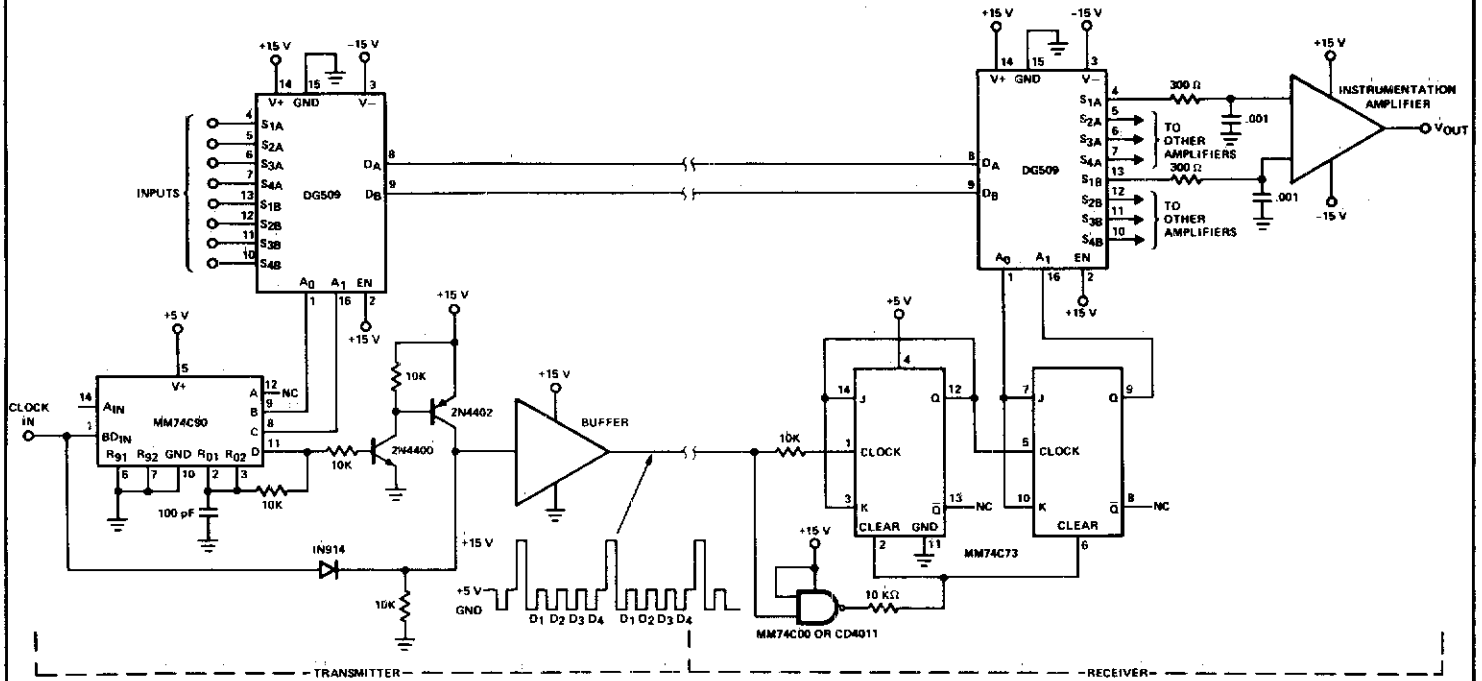 +15 V
-15 V
14
15
3
V+
GND
V-
4
S1A
5
S2A
6
S3A
7
S4A
13
S1B
12
S2B
11
S3B
10
S4B
INPUTS
DG509
DA
8
DB
9
A0
A1
EN
1
16
2
+15 V
+15 V
-15 V
14
15
3
V+
GND
V-
8
DA
9
DB
DG509
S1A
4
S2A
5
S3A
6
S4A
7
S1B
13
S2B
12
S3B
11
S4B
10
TO
OTHER
AMPLIFIERS
TO
OTHER
AMPLIFIERS
300 Ω
.001
300 Ω
.001
+15 V
INSTRUMENTATION
AMPLIFIER
VOUT
-15 V
A0
A1
EN
1
16
2
+15 V
+5 V
5
V+
CLOCK
IN
14
AIN
1
BDIN
MM74C90
A
12
NC
B
9
C
8
D
11
R91
R92
GND
R01
R02
6
7
10
2
3
100 pF
10K
10K
10K
2N4400
2N4402
+15 V
IN914
10K
+15 V
BUFFER
+15 V
+5 V
GND
D1 D2 D3 D4
D1 D2 D3 D4
10K
+5 V
4
14
J
Q
12
1
CLOCK
3
K
Q
13
NC
CLEAR
GND
2
11
MM74C73
7
J
Q
9
5
CLOCK
10
K
Q
8
NC
CLEAR
6
+15 V
10 KΩ
MM74C00 OR CD4011
TRANSMITTER
RECEIVER